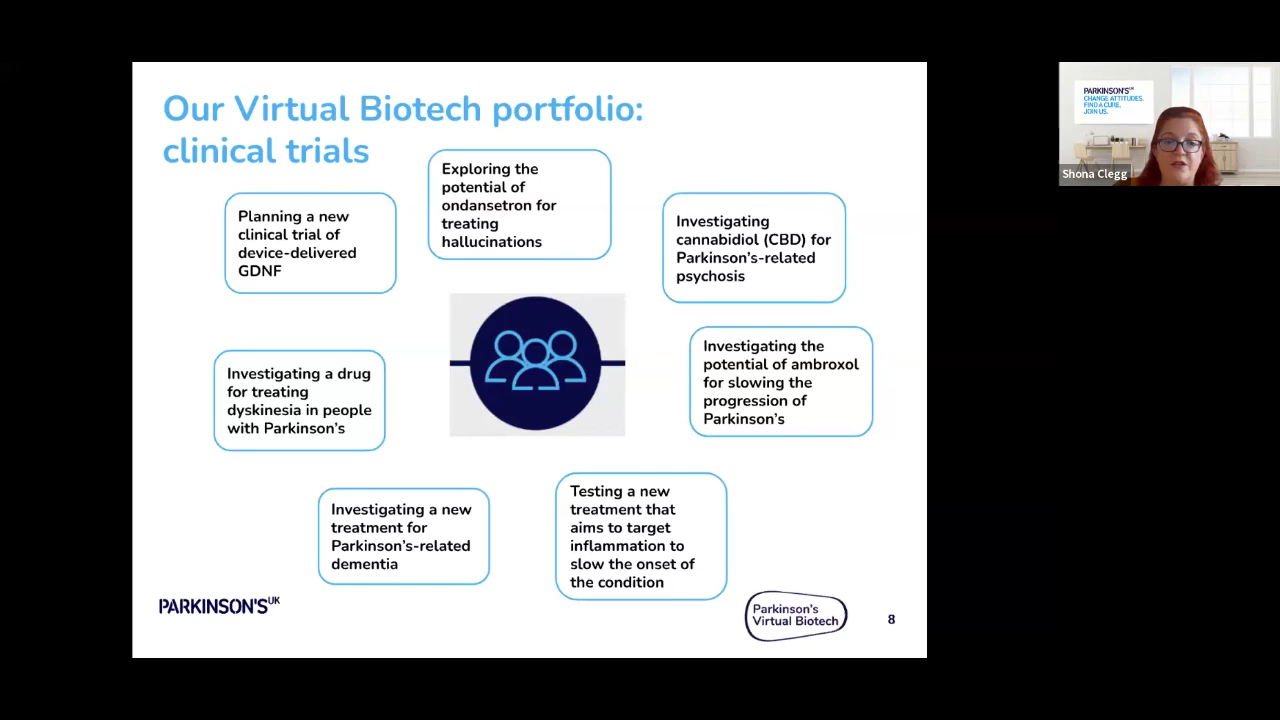 Our Virtual Biotech portfolio:
clinical trials
Exploring the
potential of
ondansetron for
treating
hallucinations
Planning a new
clinical trial of
device-delivered
GDNF
Investigating
cannabidiol (CBD) for
Parkinson's-related
psychosis
Investigating the
potential of ambroxol
for slowing the
progression of
Parkinson's
Investigating a drug
for treating
dyskinesia in people
with Parkinson's
Investigating a new
treatment for
Parkinson's-related
dementia
Testing a new
treatment that
aims to target
inflammation to
slow the onset of
the condition
PARKINSON'S UK
Parkinson's
Virtual Biotech
8
PARKINSON'S UK
CHANGE ATTITUDES.
FIND A CURE.
JOIN US.
Shona Clegg